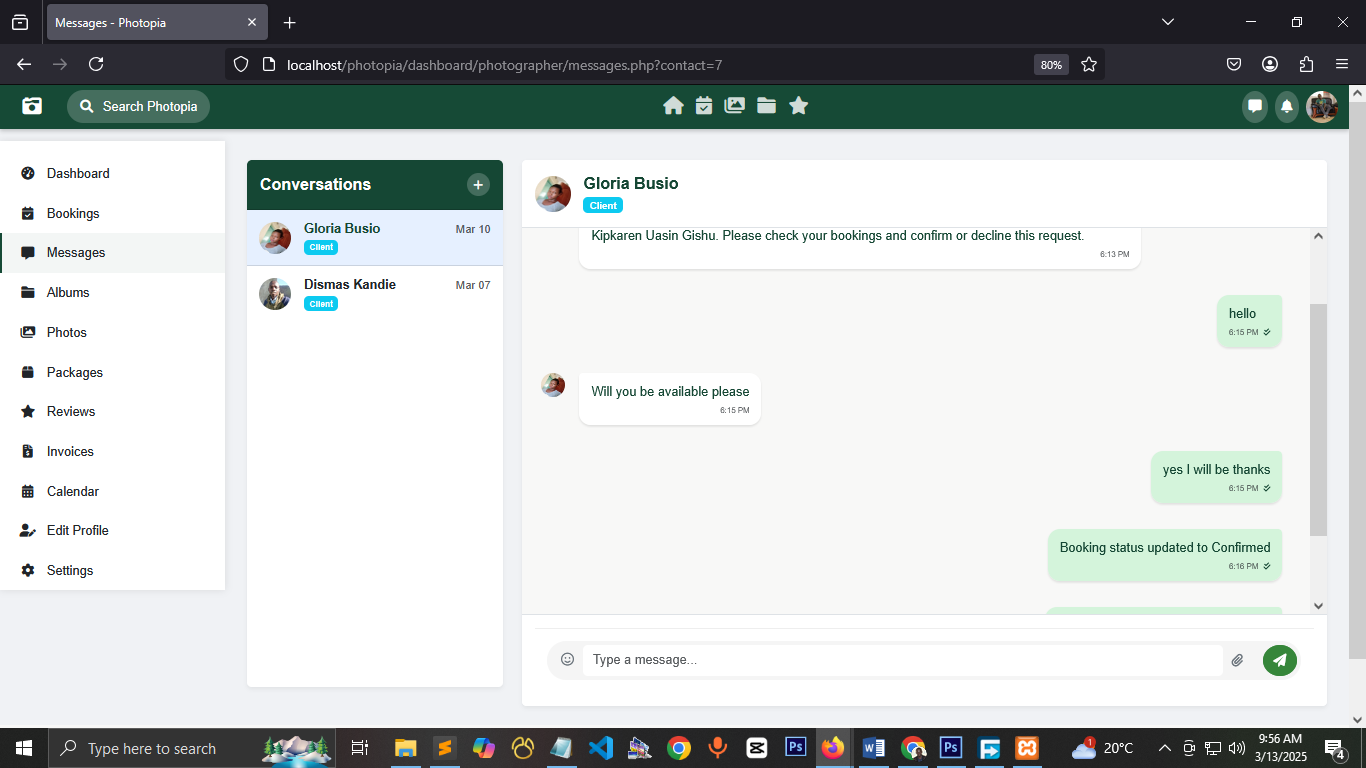 Messages - Photopia
localhost/photopia/dashboard/photographer/messages.php?contact=7
80%
Search Photopia
Dashboard
Bookings
Messages
Albums
Photos
Packages
Reviews
Invoices
Calendar
Edit Profile
Settings
Conversations
Gloria Busio
Mar 10
Client
Dismas Kandie
Mar 07
Client
Gloria Busio
Client
Kipkaren Uasin Gishu. Please check your bookings and confirm or decline this request.
6:13 PM
hello
6:15 PM
Will you be available please
6:15 PM
yes I will be thanks
6:15 PM
Booking status updated to Confirmed
6:16 PM
Type a message...
Type here to search
Ps
Ps
1
20°C
9:56 AM
3/13/2025
4